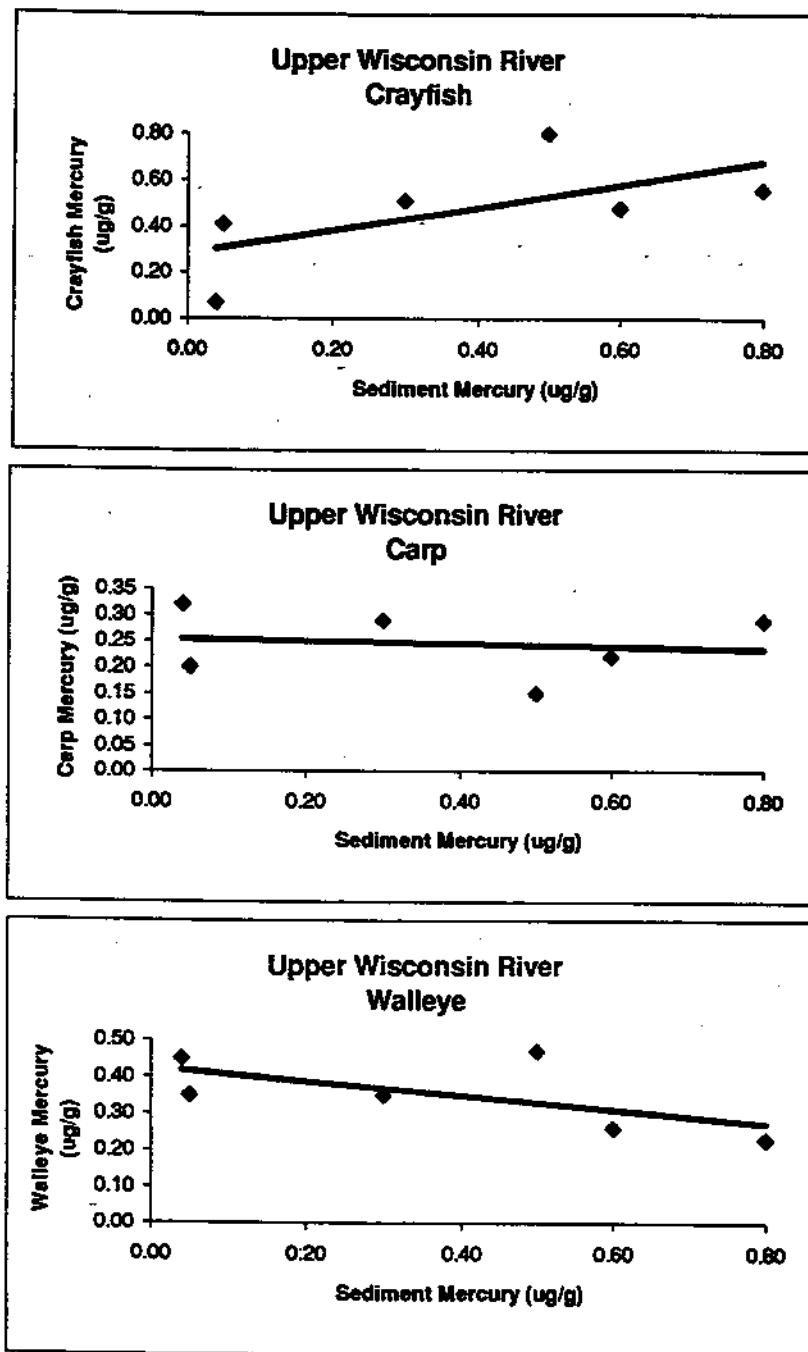 Upper Wisconsin River
Crayfish
Crayfish Mercury
(ug/g)
0.80
0.60
0.40
0.20
0.00
0.00 0.20 0.40 0.60 0.80
Sediment Mercury (ug/g)
Upper Wisconsin River
Carp
Carp Mercury (ug/g)
0.35
0.30
0.25
0.20
0.15
0.10
0.05
0.00
0.00 0.20 0.40 0.60 0.80
Sediment Mercury (ug/g)
Upper Wisconsin River
Walleye
Walleye Mercury
(ug/g)
0.50
0.40
0.30
0.20
0.10
0.00
0.00 0:20 0.40 0.60 0.80
Sediment Mercury (ug/g)